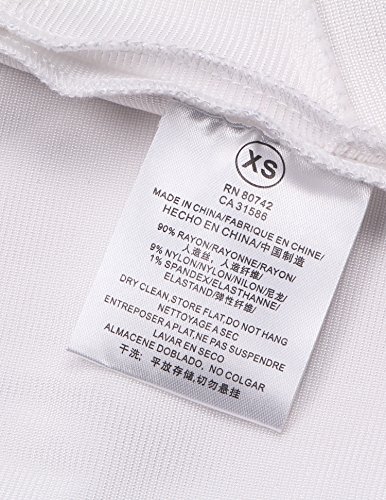 XS
RN 80742
CA 31586
MADE IN CHINA/FABRIQUE EN CHINE/
HECHO EN CHINA/中国制造
90% RAYON/RAYONNE/RAYON/
人造丝，人造纤维/
9% NYLON/NYLON/NILON/尼龙/
1% SPANDEX/ELASTHANNE/
ELASTAND/弹性纤维
DRY CLEAN, STORE FLAT. DO NOT HANG
NETTOYAGE A SEC
ENTREPOSER A PLAT, NE PAS SUSPENDRE
LAVAR EN SECO
ALMACENE DOBLADO, NO COLGAR
干洗；平放存储，切勿悬挂